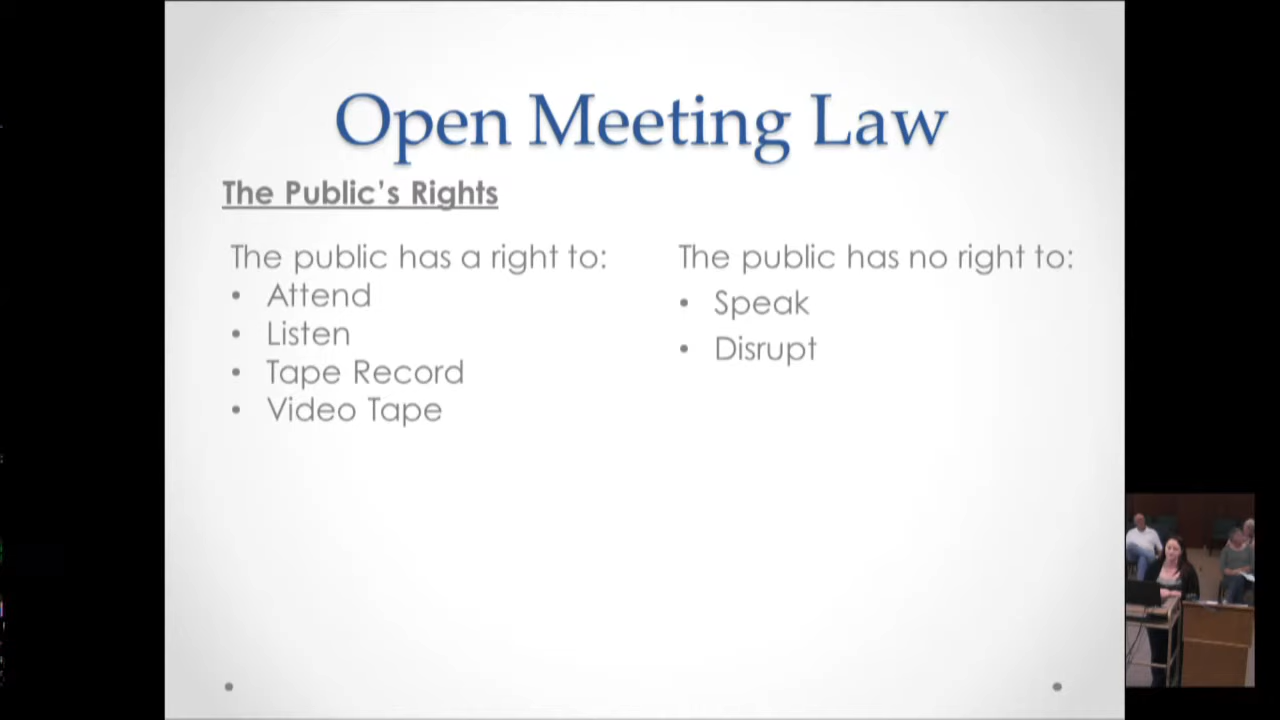 Open Meeting Law
The Public's Rights
The public has a right to:
• Attend
• Listen
• Tape Record
• Video Tape
The public has no right to:
• Speak
• Disrupt